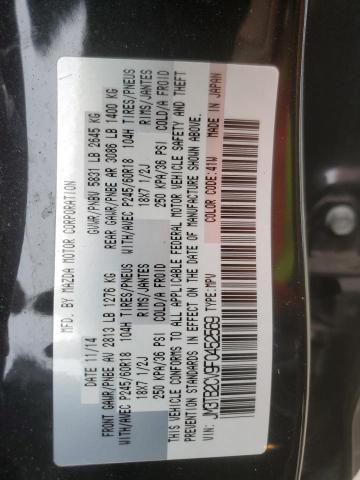 MFD. BY MAZDA MOTOR CORPORATION
DATE 11/14 GVWR/PNBV 5831 LB 2645 KG
FRONT GAWR/PNBE AV 2813 LB 1276 KG REAR GAWR/PNBE AR 3086 LB 1400 KG
WITH/AVEC P245/60R18 104H TIRES/PNEUS WITH/AVEC P245/60R18 104H TIRES/PNEUS
18X7 1/2J RIMS/JANTES 18X7 1/2J RIMS/JANTES
250 KPA/36 PSI COLD/A FROID 250 KPA/36 PSI COLD/A FROID
THIS VEHICLE CONFORMS TO ALL APPLICABLE FEDERAL MOTOR VEHICLE SAFETY AND THEFT
PREVENTION STANDARDS IN EFFECT ON THE DATE OF MANUFACTURE SHOWN ABOVE.
JM3TB2CV9F0452569 TYPE:MPV COLOR CODE:41W MADE IN JAPAN